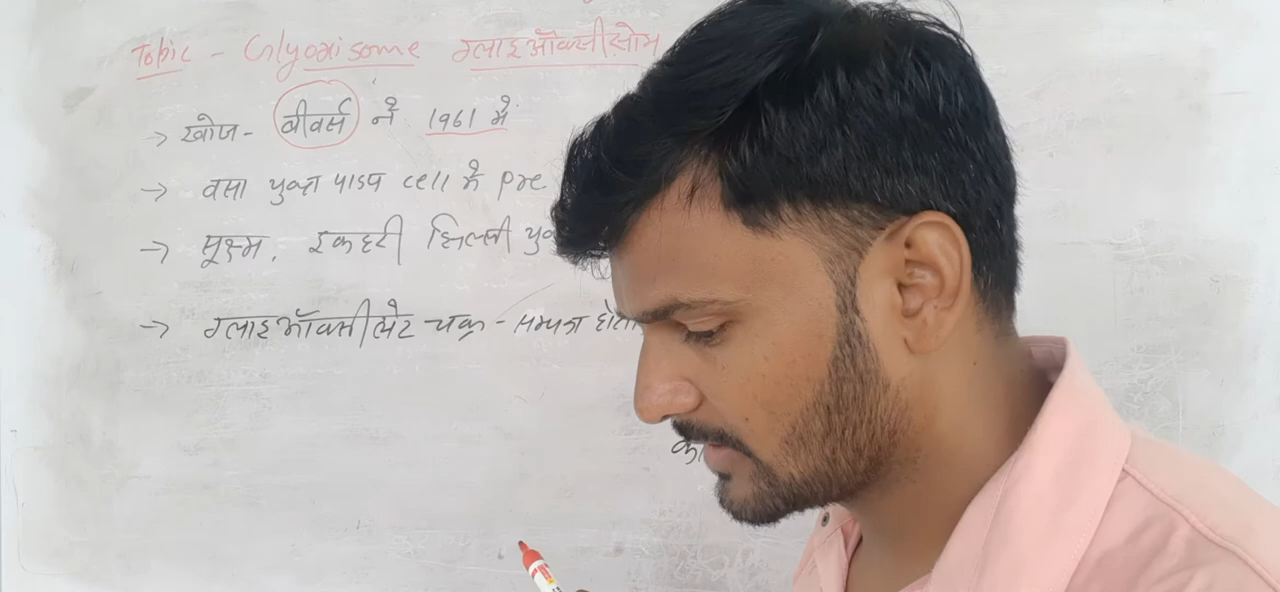 Topic - Glyoxisome ग्लाइऑक्सीसोम
→ खोज - बीवर्स ने 1961 में
→ वसा युक्त पादप cell में pre
→ सूक्ष्म, इकहरी झिल्ली यु
→ ग्लाइऑक्सीलेट चक्र - सम्पन्न होता
का